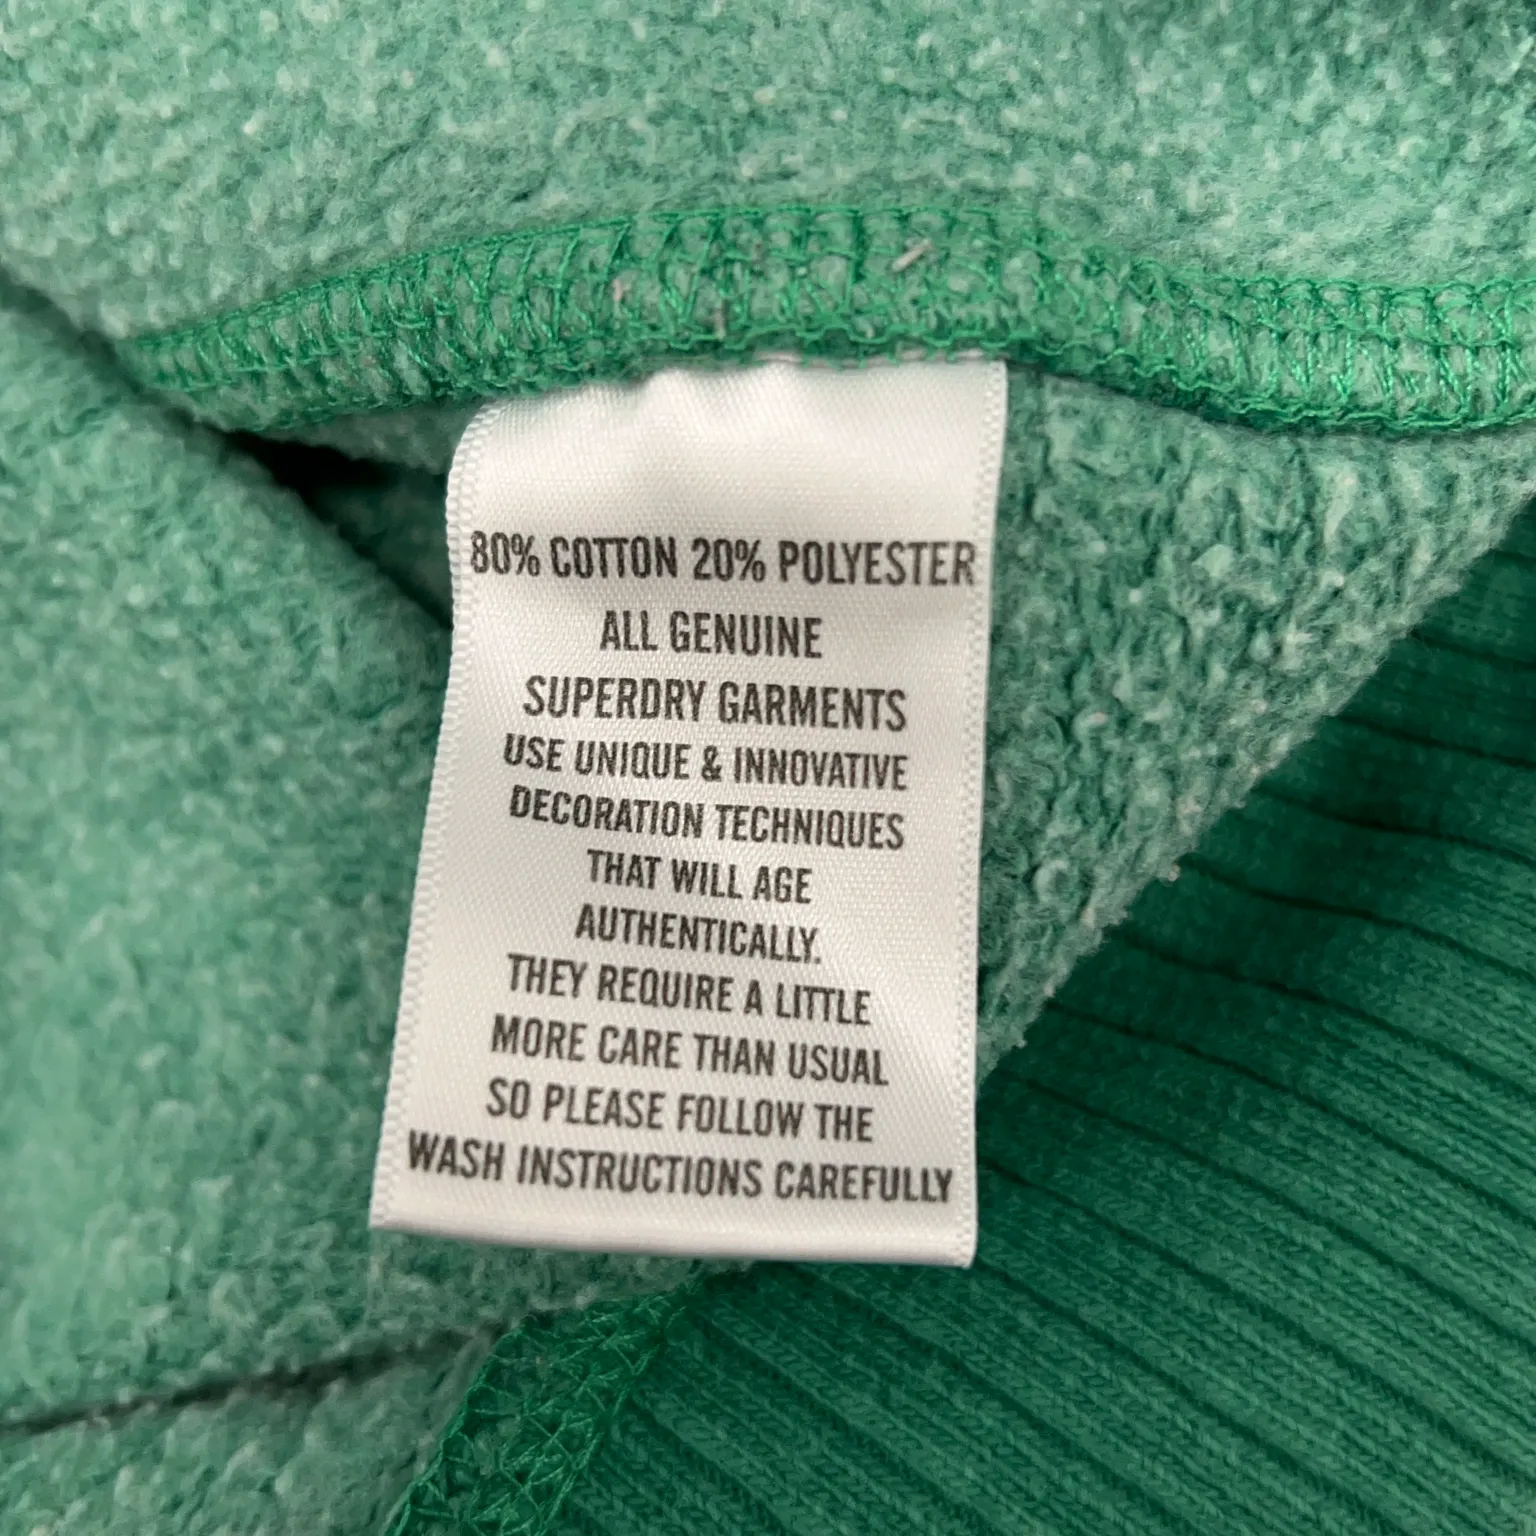 80% COTTON 20% POLYESTER
ALL GENUINE
SUPERDRY GARMENTS
USE UNIQUE & INNOVATIVE
DECORATION TECHNIQUES
THAT WILL AGE
AUTHENTICALLY.
THEY REQUIRE A LITTLE
MORE CARE THAN USUAL
SO PLEASE FOLLOW THE
WASH INSTRUCTIONS CAREFULLY